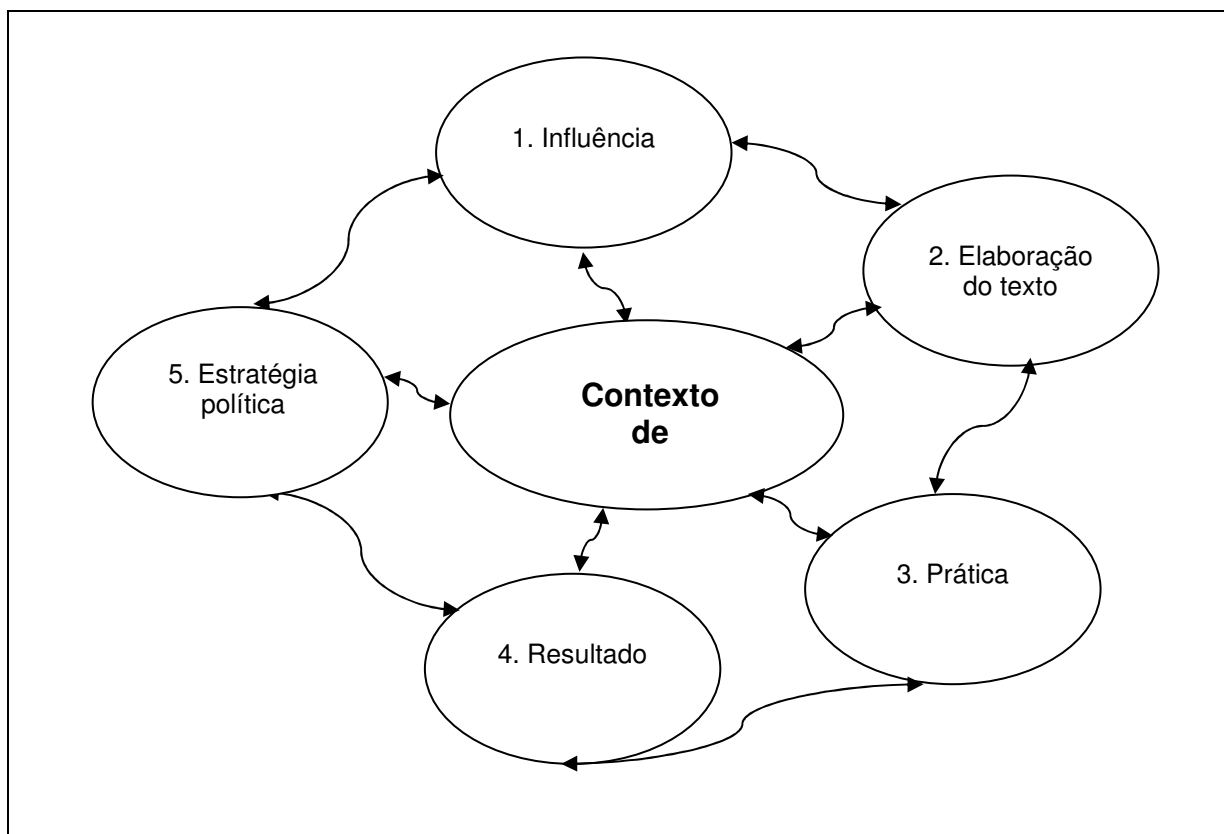 1. Influência
2. Elaboração
do texto
5. Estratégia
política
Contexto
de
3. Prática
4. Resultado